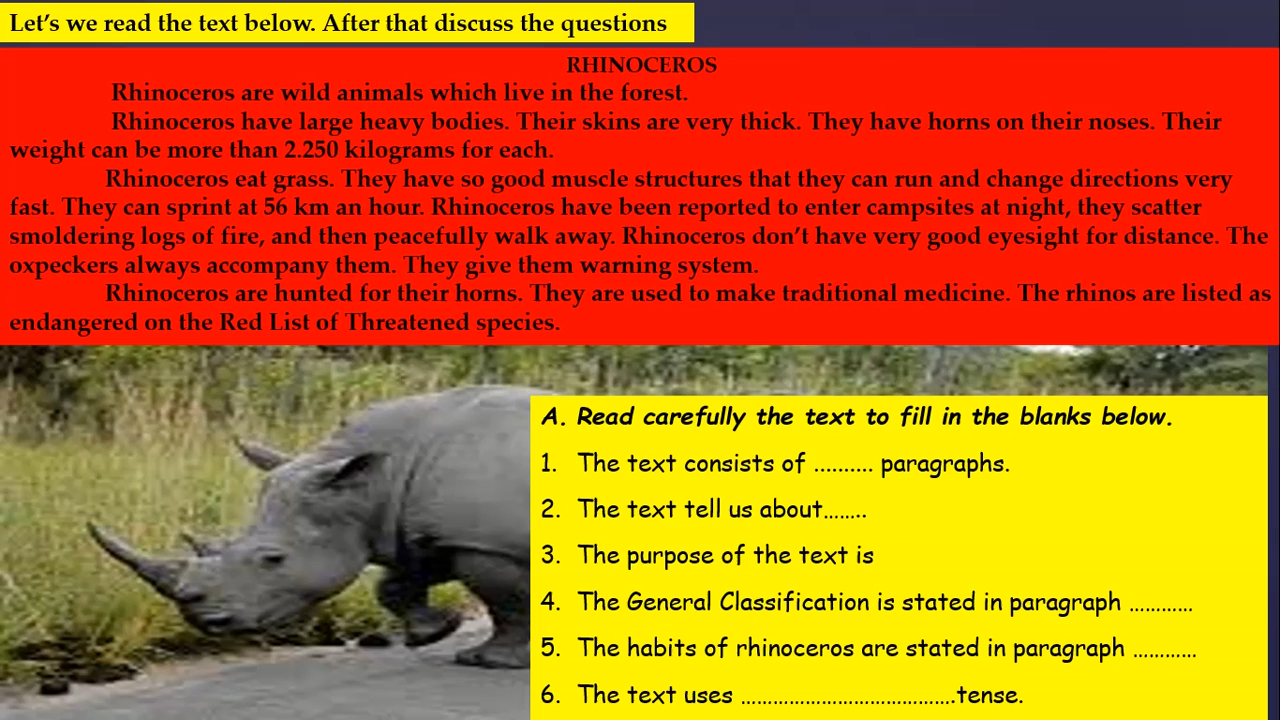 Let's we read the text below. After that discuss the questions
RHINOCEROS
Rhinoceros are wild animals which live in the forest.
Rhinoceros have large heavy bodies. Their skins are very thick. They have horns on their noses. Their
weight can be more than 2.250 kilograms for each.
Rhinoceros eat grass. They have so good muscle structures that they can run and change directions very
fast. They can sprint at 56 km an hour. Rhinoceros have been reported to enter campsites at night, they scatter
smoldering logs of fire, and then peacefully walk away. Rhinoceros don't have very good eyesight for distance. The
oxpeckers always accompany them. They give them warning system.
Rhinoceros are hunted for their horns. They are used to make traditional medicine. The rhinos are listed as
endangered on the Red List of Threatened species.
A. Read carefully the text to fill in the blanks below.
1. The text consists of .......... paragraphs.
2. The text tell us about........
3. The purpose of the text is
4. The General Classification is stated in paragraph ............
5. The habits of rhinoceros are stated in paragraph ............
6. The text uses ........................................tense.